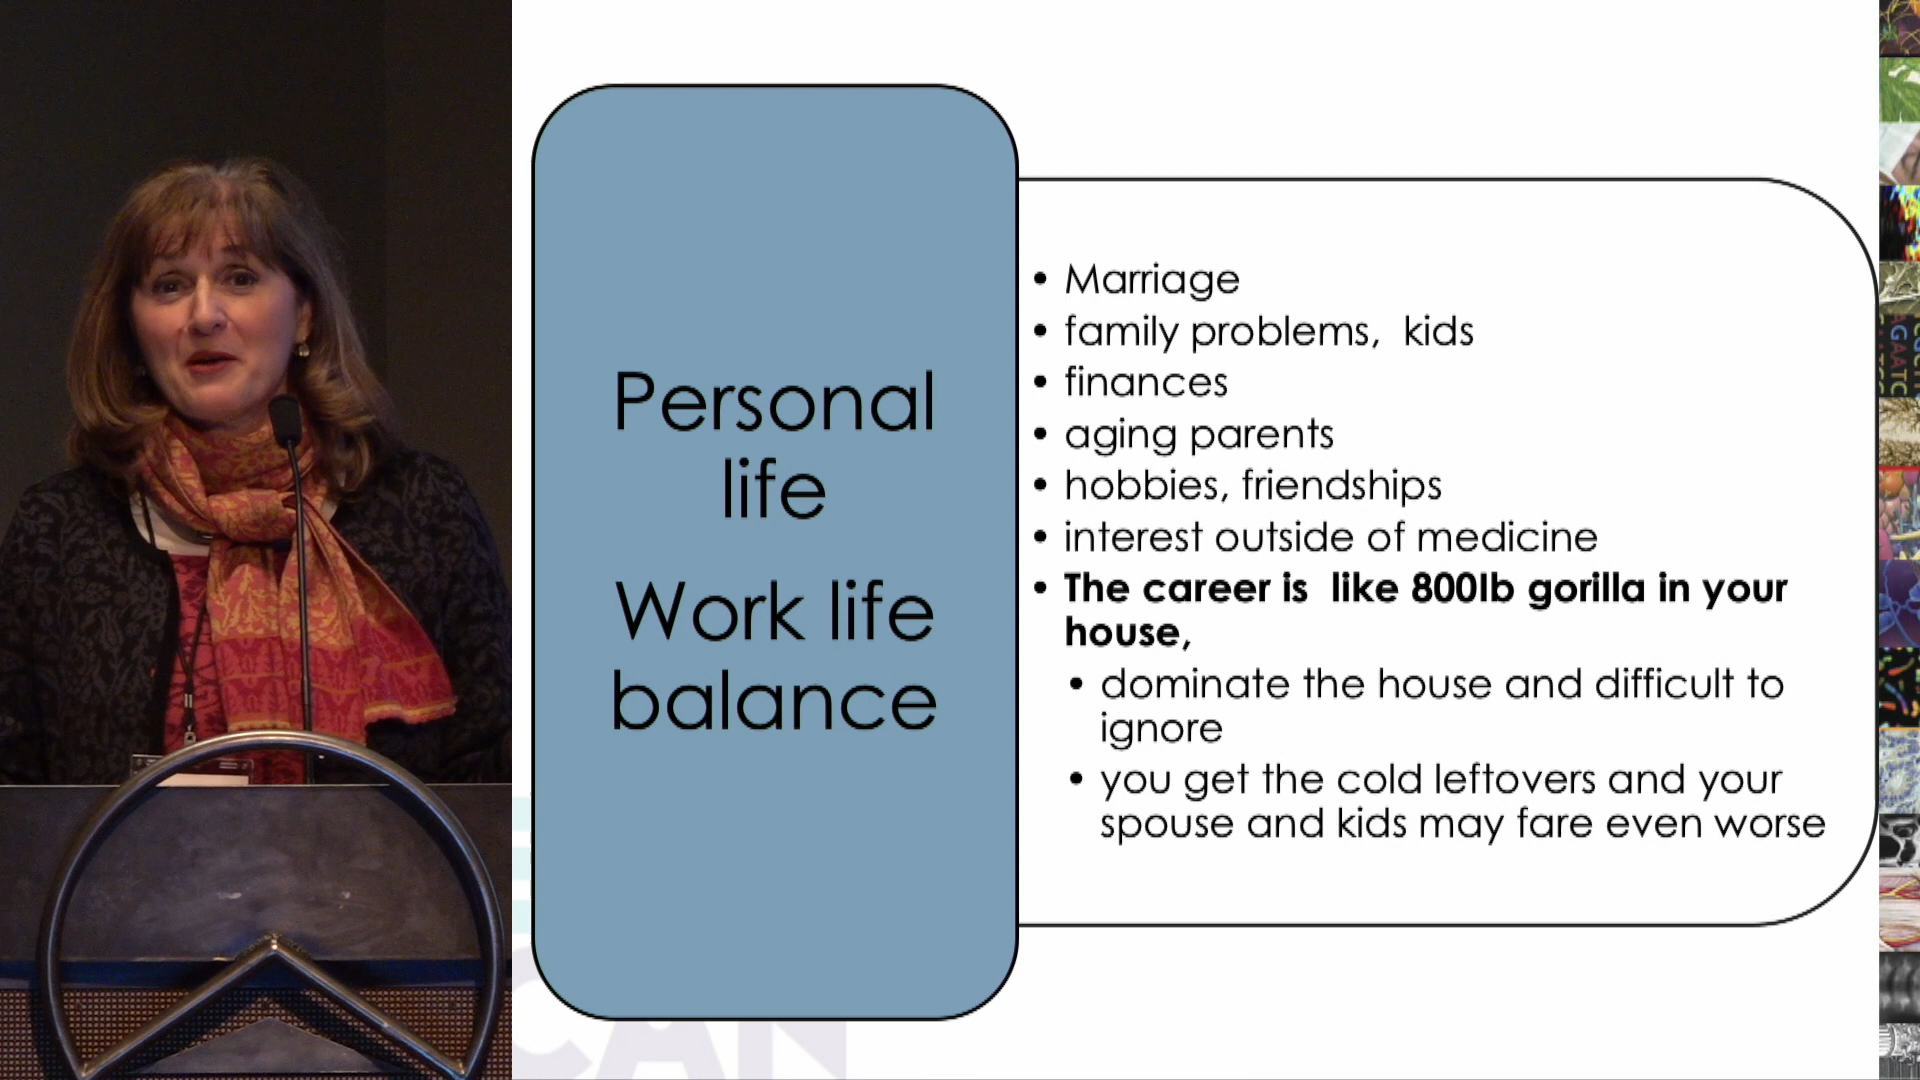 Personal
life
Work life
balance
• Marriage
• family problems,  kids
• finances
• aging parents
• hobbies, friendships
• interest outside of medicine
• The career is  like 800lb gorilla in your
house,
• dominate the house and difficult to
ignore
• you get the cold leftovers and your
spouse and kids may fare even worse
CAN
GAATC